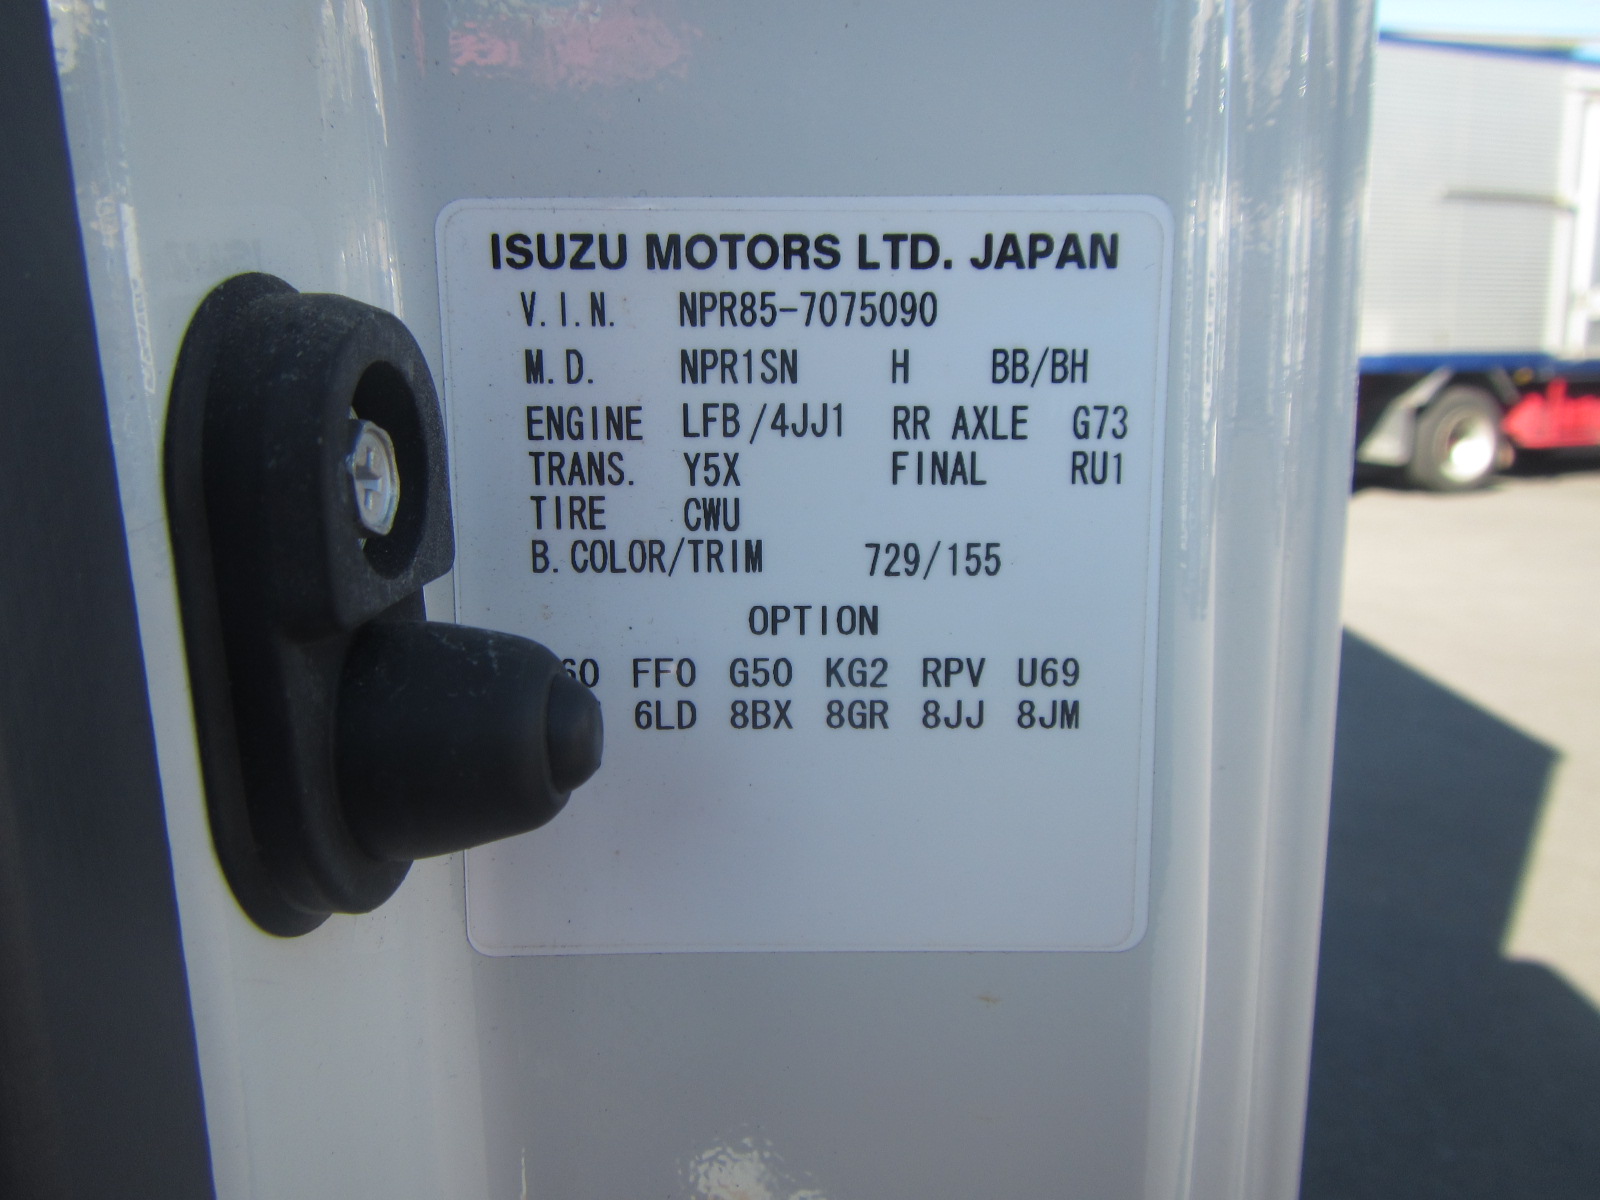 ISUZU MOTORS LTD. JAPAN
V.I.N. NPR85-7075090
M.D. NPR1SN H BB/BH
ENGINE LFB/4JJ1 RR AXLE G73
TRANS. Y5X FINAL RU1
TIRE CWU
B.COLOR/TRIM 729/155
OPTION
FF0 G50 KG2 RPV U69
6LD 8BX 8GR 8JJ 8JM